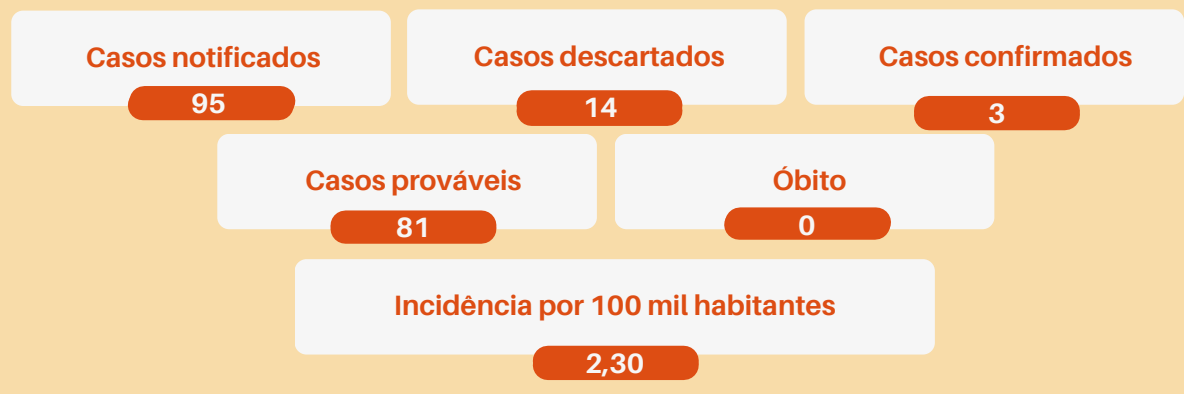 Casos notificados
95
Casos descartados
14
Casos confirmados
3
Casos prováveis
81
Óbito
0
Incidência por 100 mil habitantes
2,30